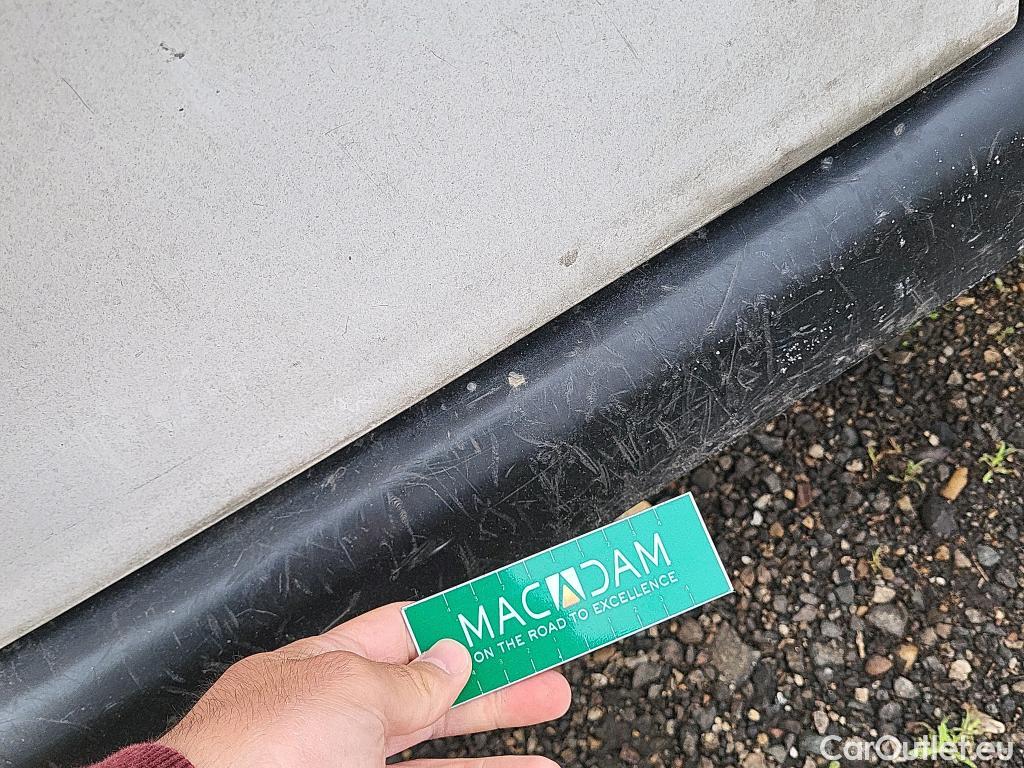 MACADAM
ON THE ROAD TO EXCELLENCE
CarOutlet.eu